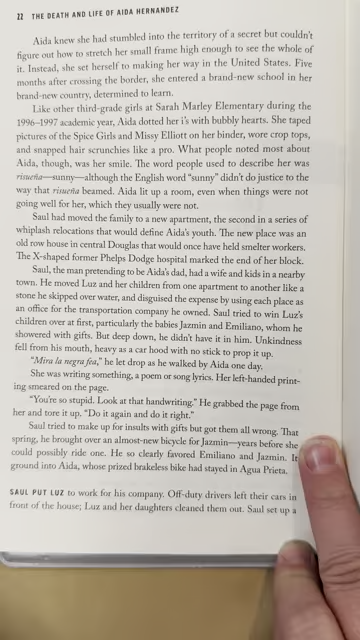 22 THE DEATH AND LIFE OF AIDA HERNANDEZ
Aida knew she had stumbled into the territory of a secret but couldn't
figure out how to stretch her small frame high enough to see the whole of
it. Instead, she set herself to making her way in the United States. Five
months after crossing the border, she entered a brand-new school in her
brand-new country, determined to learn.
Like other third-grade girls at Sarah Marley Elementary during the
1996–1997 academic year, Aida dotted her i's with bubbly hearts. She taped
pictures of the Spice Girls and Missy Elliott on her binder, wore crop tops,
and snapped hair scrunchies like a pro. What people noted most about
Aida, though, was her smile. The word people used to describe her was
risueña—sunny—although the English word "sunny" didn't do justice to the
way that risueña beamed. Aida lit up a room, even when things were not
going well for her, which they usually were not.
Saul had moved the family to a new apartment, the second in a series of
whiplash relocations that would define Aida's youth. The new place was an
old row house in central Douglas that would once have held smelter workers.
The X-shaped former Phelps Dodge hospital marked the end of her block.
Saul, the man pretending to be Aida's dad, had a wife and kids in a nearby
town. He moved Luz and her children from one apartment to another like a
stone he skipped over water, and disguised the expense by using each place as
an office for the transportation company he owned. Saul tried to win Luz's
children over at first, particularly the babies Jazmin and Emiliano, whom he
showered with gifts. But deep down, he didn't have it in him. Unkindness
fell from his mouth, heavy as a car hood with no stick to prop it up.
"Mira la negra fea," he let drop as he walked by Aida one day.
She was writing something, a poem or song lyrics. Her left-handed print-
ing smeared on the page.
"You're so stupid. Look at that handwriting." He grabbed the page from
her and tore it up. "Do it again and do it right."
Saul tried to make up for insults with gifts but got them all wrong. That
spring, he brought over an almost-new bicycle for Jazmin—years before she
could possibly ride one. He so clearly favored Emiliano and Jazmin. It
ground into Aida, whose prized brakeless bike had stayed in Agua Prieta.
SAUL PUT LUZ to work for his company. Off-duty drivers left their cars in
front of the house; Luz and her daughters cleaned them out. Saul set up a